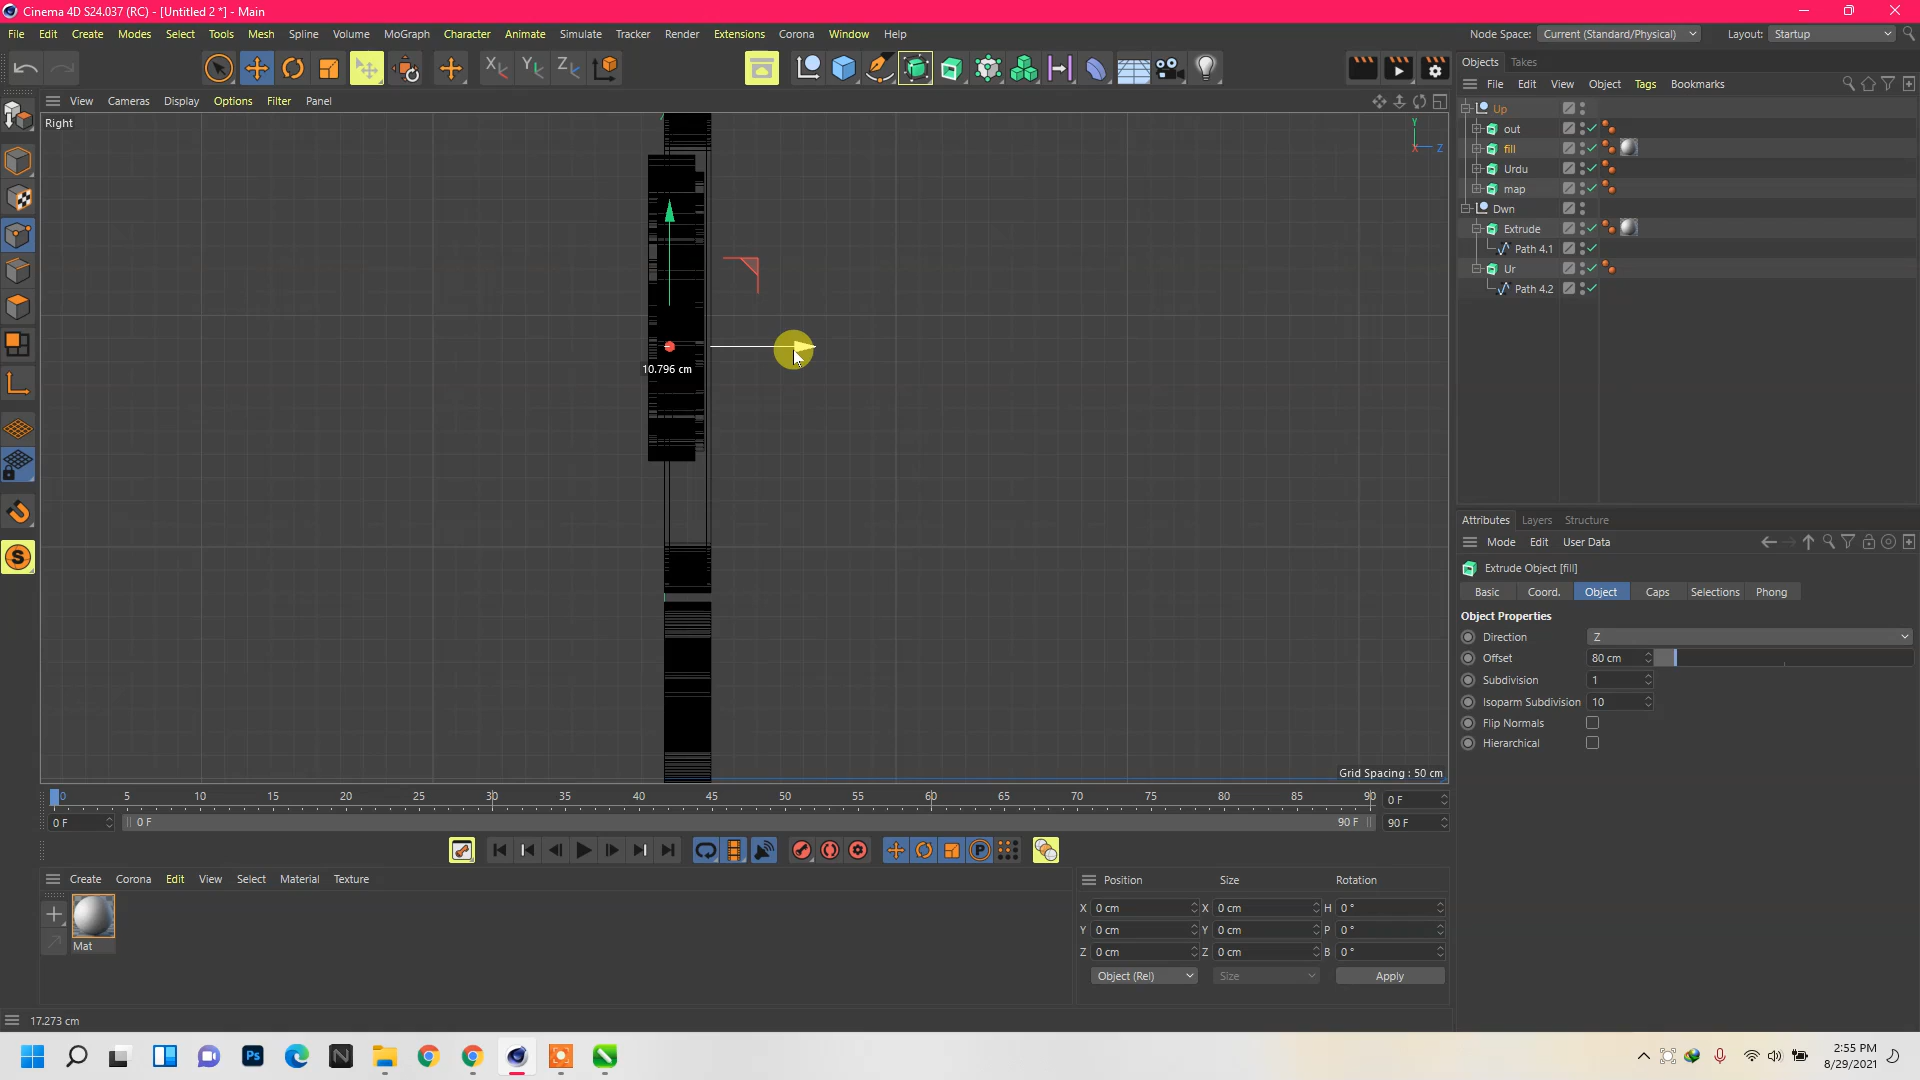 Cinema 4D S24.037 (RC) - [Untitled 2 *] - Main
File Edit Create Modes Select Tools Mesh Spline Volume MoGraph Character Animate Simulate Tracker Render Extensions Corona Window Help
Node Space: Current (Standard/Physical) Layout: Startup
Objects Takes
File Edit View Object Tags Bookmarks
View Cameras Display Options Filter Panel
Right
Y
X Z
Up
out
fill
Urdu
map
Dwn
Extrude
Path 4.1
Ur
Path 4.2
10.796 cm
Grid Spacing : 50 cm
Attributes Layers Structure
Mode Edit User Data
Extrude Object [fill]
Basic Coord. Object Caps Selections Phong
Object Properties
Direction Z
Offset 80 cm
Subdivision 1
Isoparm Subdivision 10
Flip Normals
Hierarchical
0 5 10 15 20 25 30 35 40 45 50 55 60 65 70 75 80 85 90 0 F
0 F 0 F 90 F 90 F
Create Corona Edit View Select Material Texture
Mat
Position Size Rotation
X 0 cm X 0 cm H 0 °
Y 0 cm Y 0 cm P 0 °
Z 0 cm Z 0 cm B 0 °
Object (Rel) Size Apply
17.273 cm
2:55 PM
8/29/2021